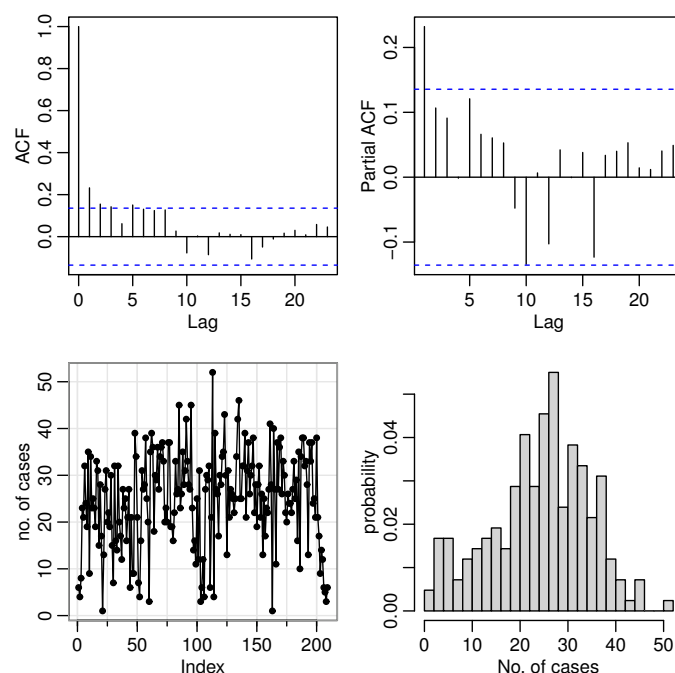 ACF
0.0 0.2 0.4 0.6 0.8 1.0
0 5 10 15 20
Lag
Partial ACF
−0.1 0.0 0.1 0.2
5 10 15 20
Lag
no. of cases
0 10 20 30 40 50
0 50 100 150 200
Index
probability
0.00 0.02 0.04
0 10 20 30 40 50
No. of cases